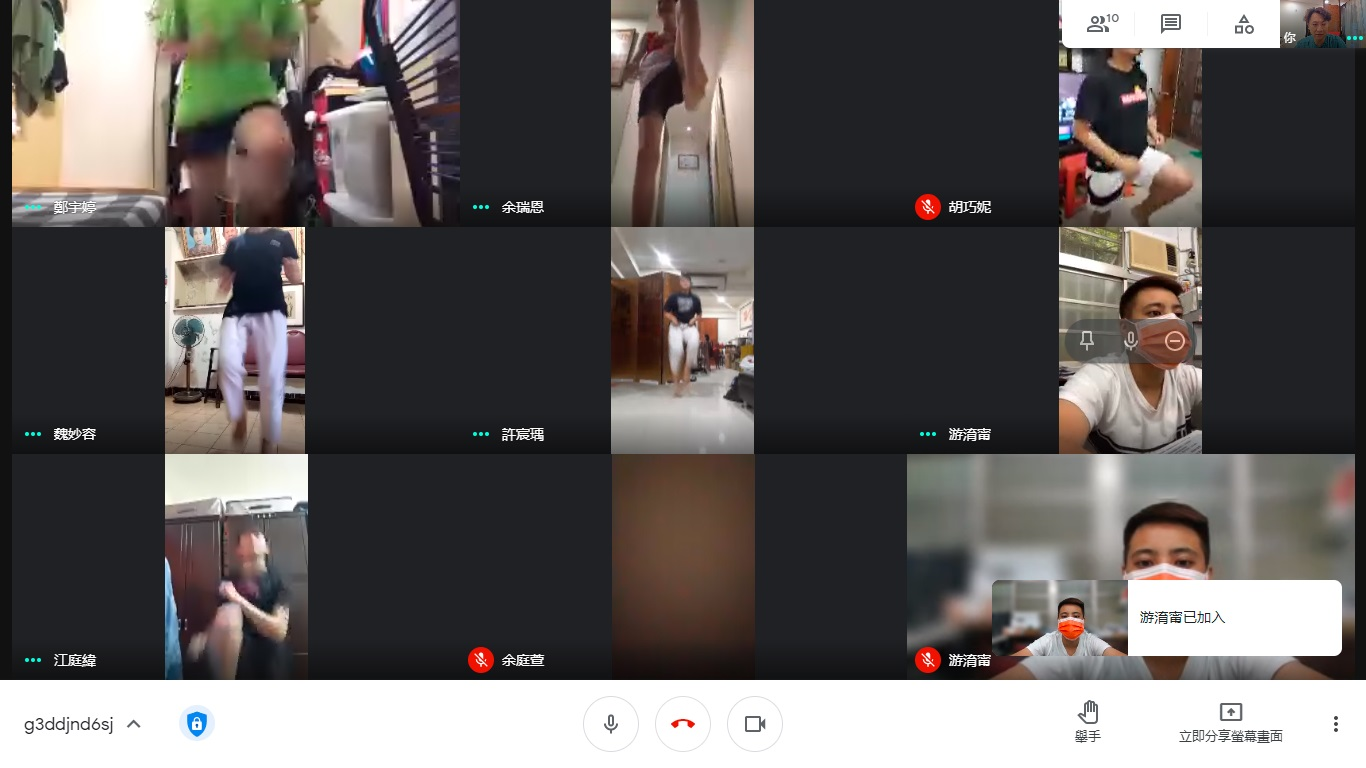 10
你
鄭宇婷
余瑞恩
胡巧妮
魏妙容
許宸瑀
游淯甯
江庭緯
余庭萱
游淯甯
游淯甯已加入
g3ddjnd6sj
舉手
立即分享螢幕畫面